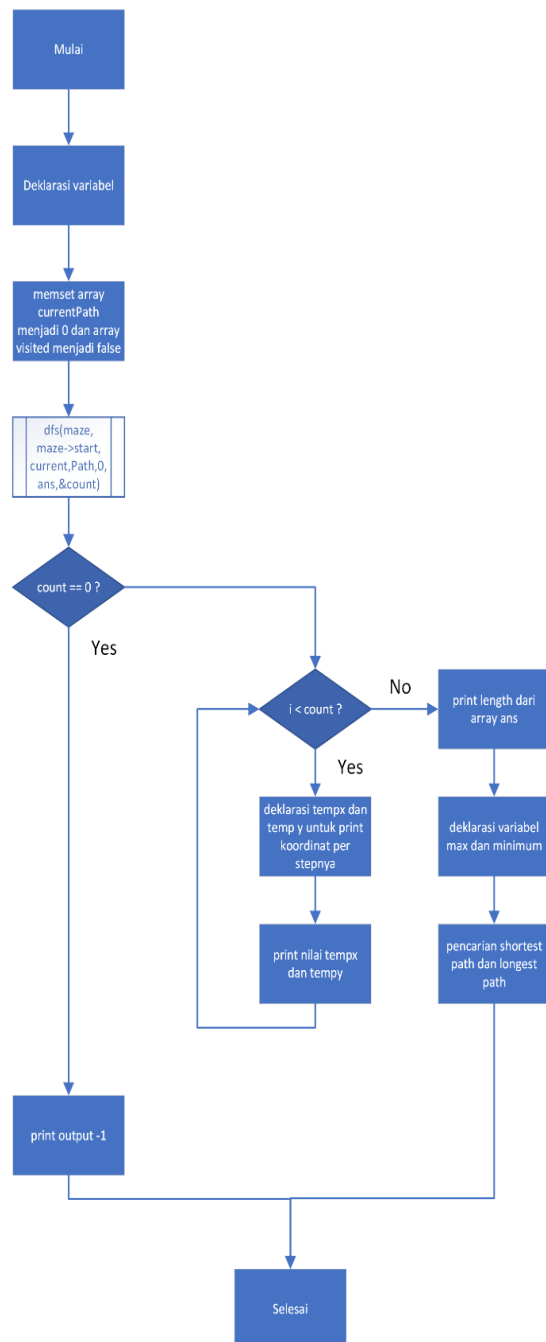 Mulai
Deklarasi variabel
memset array
currentPath
menjadi 0 dan array
visited menjadi false
dfs(maze,
maze->start,
current,Path,0,
ans,&count)
count == 0 ?
Yes
i < count ?
No
print length dari
array ans
Yes
deklarasi tempx dan
temp y untuk print
koordinat per
stepnya
deklarasi variabel
max dan minimum
print nilai tempx
dan tempy
pencarian shortest
path dan longest
path
print output -1
Selesai